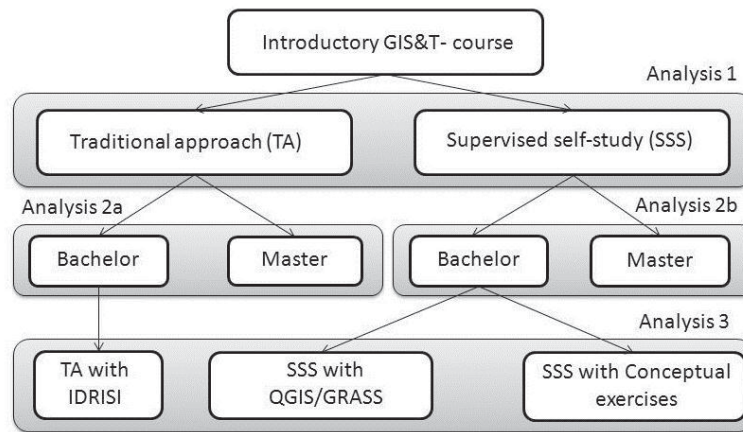 Introductory GIS&T- course
Analysis 1
Traditional approach (TA)
Supervised self-study (SSS)
Analysis 2a
Analysis 2b
Bachelor
Master
Bachelor
Master
Analysis 3
TA with
IDRISI
SSS with
QGIS/GRASS
SSS with Conceptual
exercises